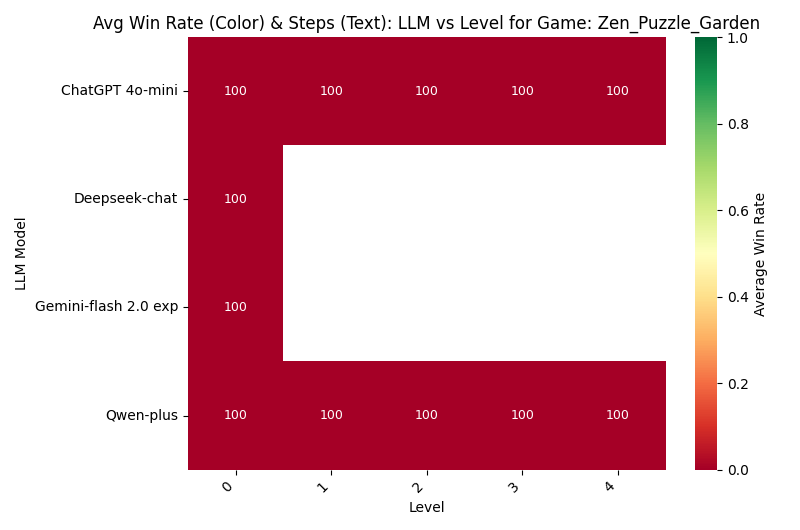 Avg Win Rate (Color) & Steps (Text): LLM vs Level for Game: Zen_Puzzle_Garden
LLM Model
ChatGPT 4o-mini 100 100 100 100 100
Deepseek-chat 100
Gemini-flash 2.0 exp 100
Qwen-plus 100 100 100 100 100
0 1 2 3 4
Level
1.0
0.8
0.6
0.4
0.2
0.0
Average Win Rate